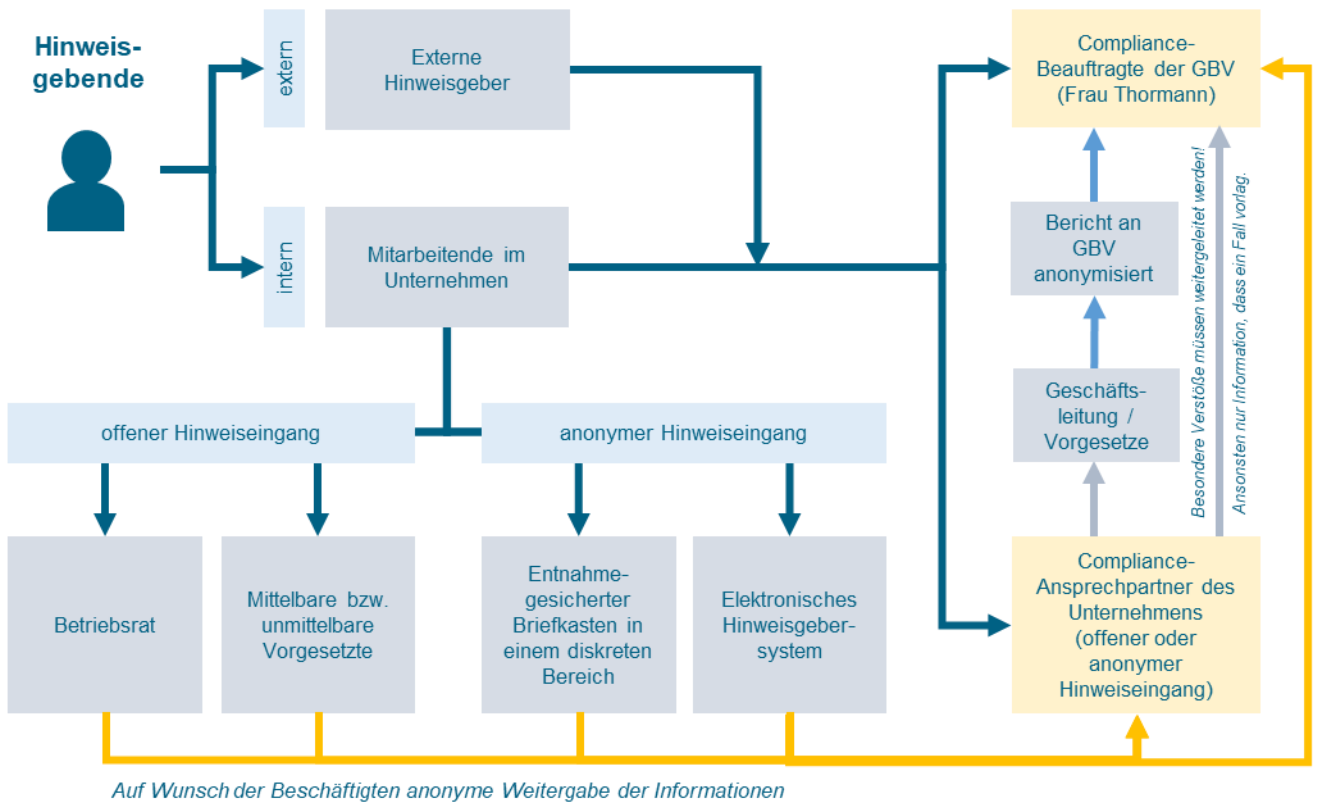 Hinweis-
gebende
extern
Externe
Hinweisgeber
Compliance-
Beauftragte der GBV
(Frau Thormann)
intern
Mitarbeitende im
Unternehmen
Bericht an
GBV
anonymisiert
Besondere Verstöße müssen weitergeleitet werden!
Ansonsten nur Information, dass ein Fall vorlag.
Geschäfts-
leitung /
Vorgesetze
offener Hinweiseingang
anonymer Hinweiseingang
Betriebsrat
Mittelbare bzw.
unmittelbare
Vorgesetzte
Entnahme-
gesicherter
Briefkasten in
einem diskreten
Bereich
Elektronisches
Hinweisgeber-
system
Compliance-
Ansprechpartner des
Unternehmens
(offener oder
anonymer
Hinweiseingang)
Auf Wunsch der Beschäftigten anonyme Weitergabe der Informationen